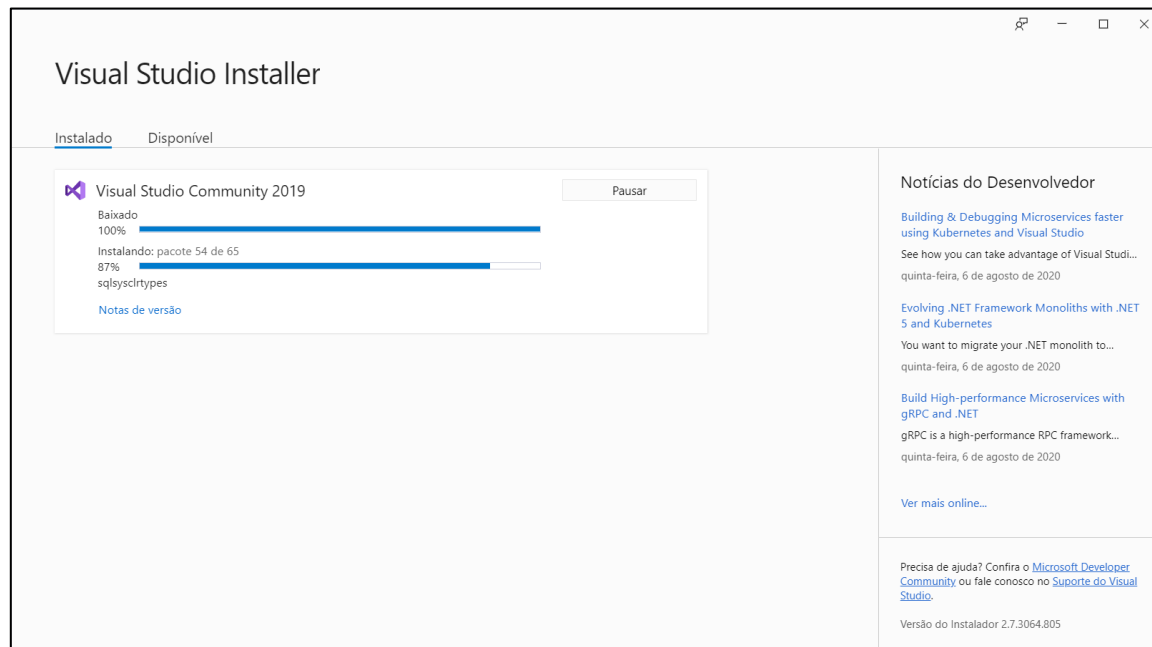 Visual Studio Installer
Instalado
Disponível
Visual Studio Community 2019
Pausar
Baixado
100%
Instalando: pacote 54 de 65
87%
sqlsysclrtypes
Notas de versão
Notícias do Desenvolvedor
Building & Debugging Microservices faster
using Kubernetes and Visual Studio
See how you can take advantage of Visual Studi...
quinta-feira, 6 de agosto de 2020
Evolving .NET Framework Monoliths with .NET
5 and Kubernetes
You want to migrate your .NET monolith to...
quinta-feira, 6 de agosto de 2020
Build High-performance Microservices with
gRPC and .NET
gRPC is a high-performance RPC framework...
quinta-feira, 6 de agosto de 2020
Ver mais online...
Precisa de ajuda? Confira o Microsoft Developer
Community ou fale conosco no Suporte do Visual
Studio.
Versão do Instalador 2.7.3064.805